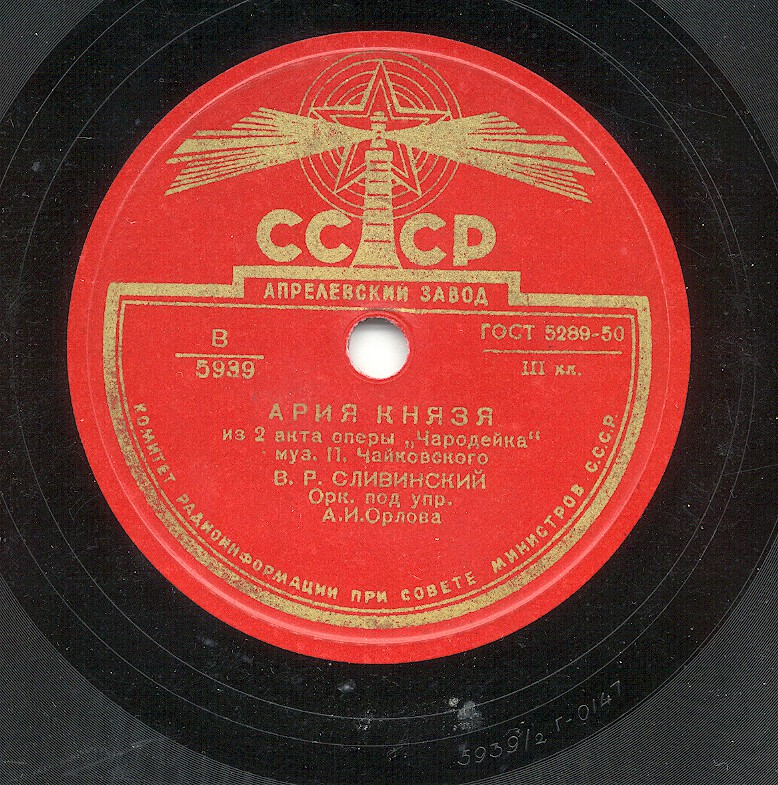 СССР
АПРЕЛЕВСКИЙ ЗАВОД
В
5939
ГОСТ 5289-50
III кл.
АРИЯ КНЯЗЯ
из 2 акта оперы „Чародейка“
муз. П. Чайковского
В. Р. СЛИВИНСКИЙ
Орк. под упр.
А.И.Орлова
КОМИТЕТ РАДИОИНФОРМАЦИИ ПРИ СОВЕТЕ МИНИСТРОВ С.С.С.Р.
5939/2 Г-0147